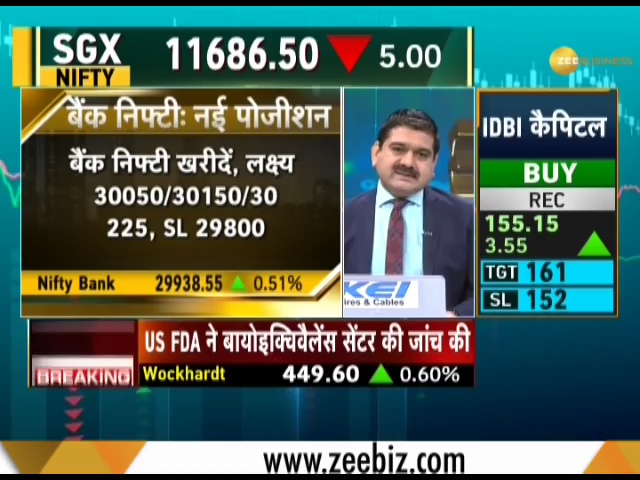 SGX
NIFTY
11686.50
5.00
ZEE BUSINESS
बैंक निफ्टी: नई पोजीशन
बैंक निफ्टी खरीदें, लक्ष्य
30050/30150/30
225, SL 29800
Nifty Bank 29938.55 0.51%
KEI
ires & Cables
IDBI कैपिटल
BUY
REC
155.15
3.55
TGT 161
SL 152
BREAKING
US FDA ने बायोइक्विवैलेंस सेंटर की जांच की
Wockhardt 449.60 0.60%
www.zeebiz.com